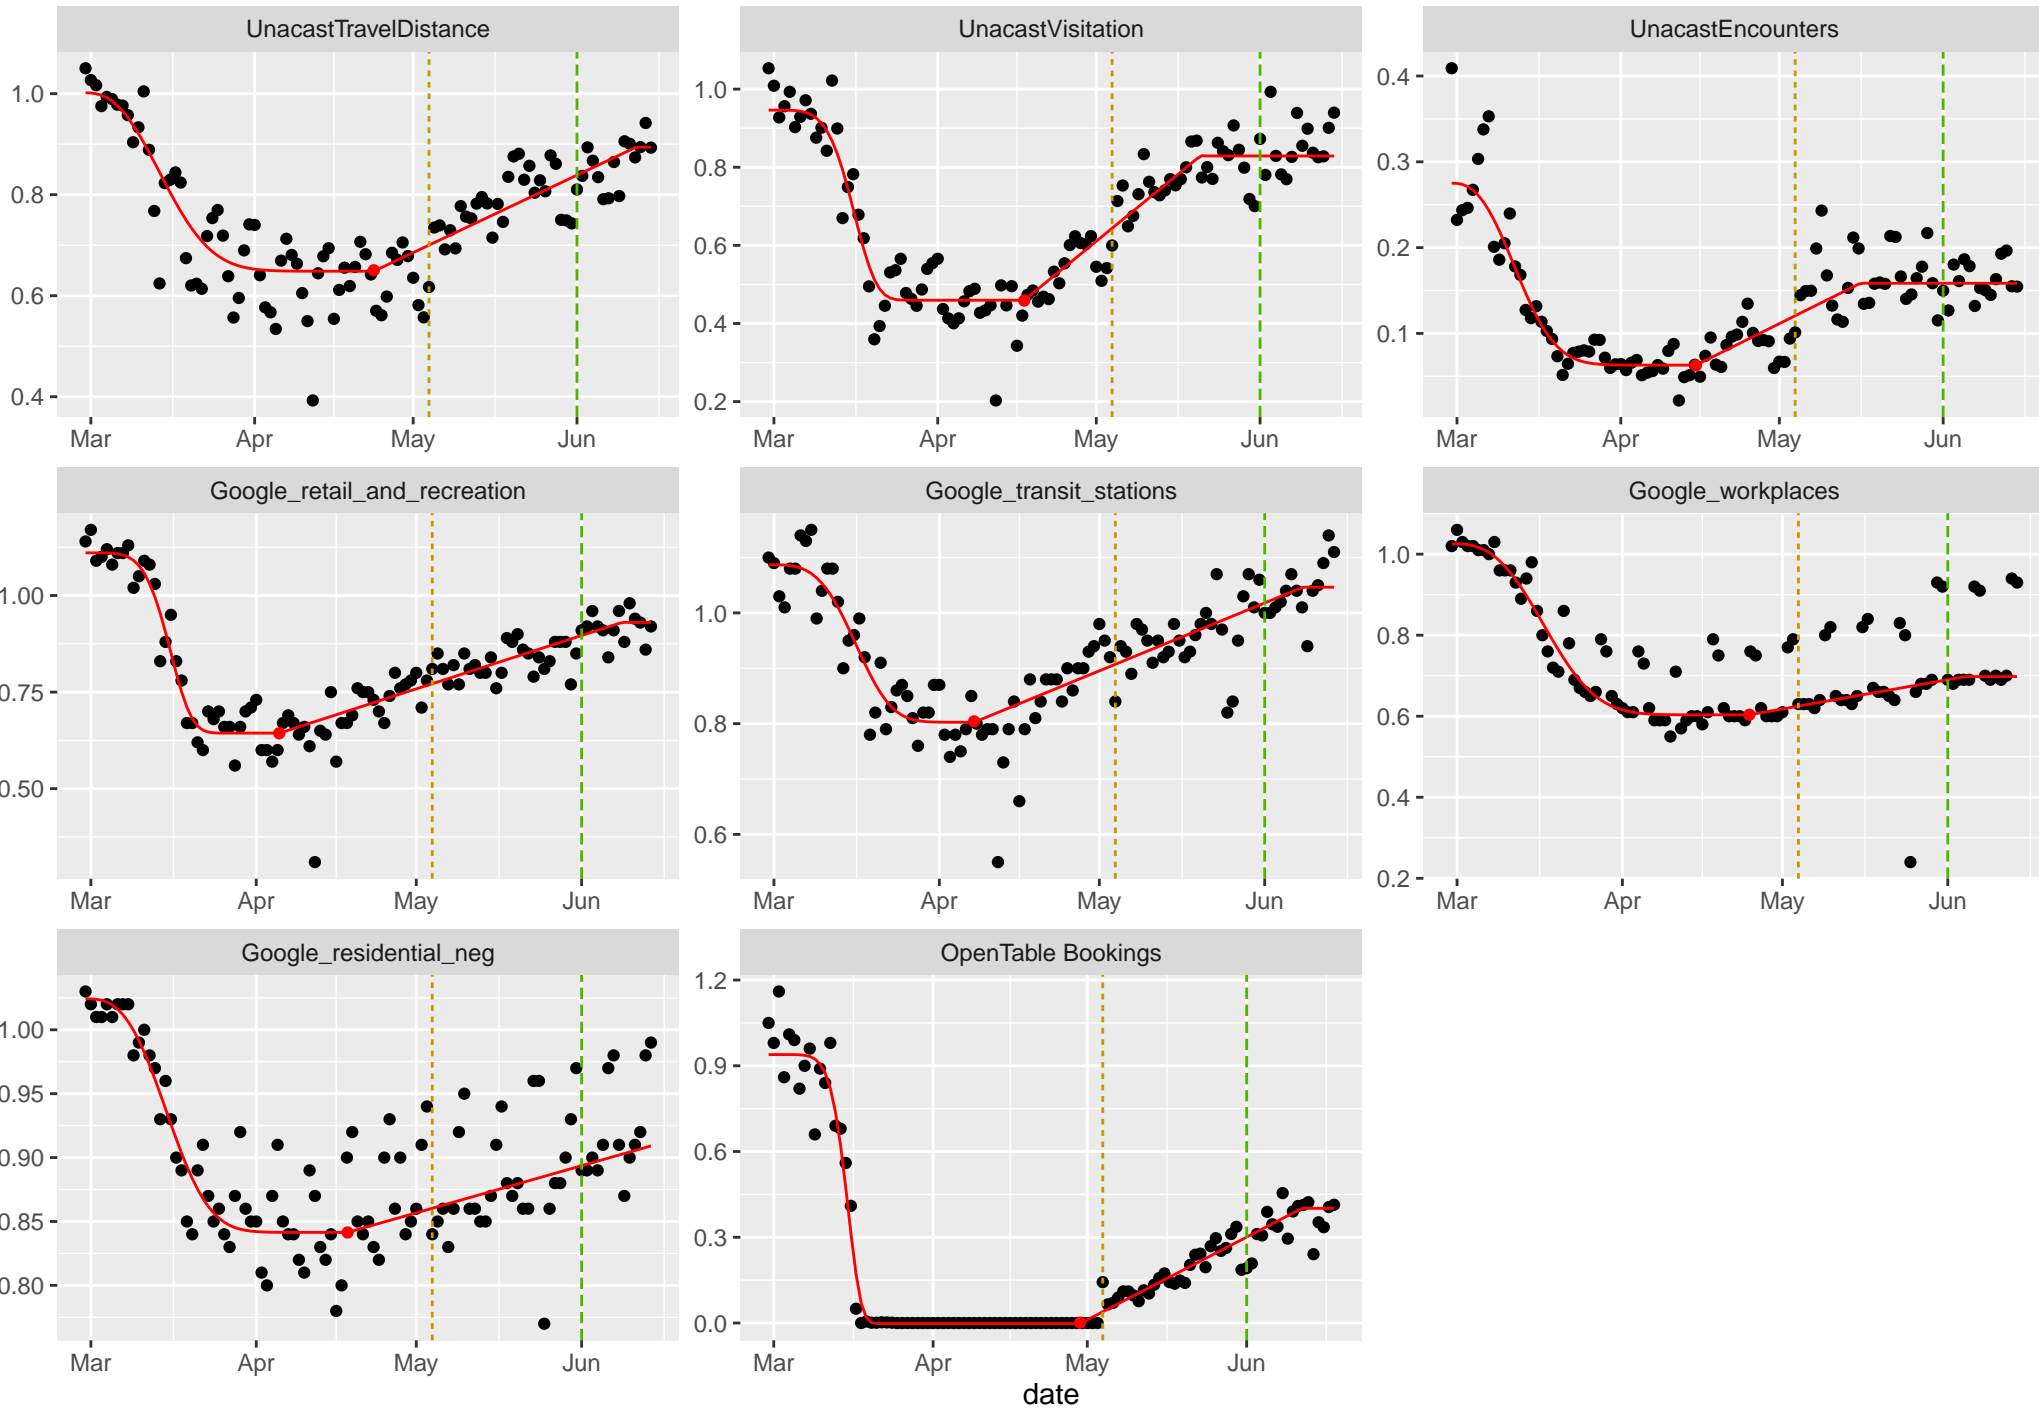 UnacastTravelDistance UnacastVisitation UnacastEncounters
1.0
0.8
0.6
0.4
Mar Apr May Jun
1.0
0.8
0.6
0.4
0.2
Mar Apr May Jun
0.4
0.3
0.2
0.1
Mar Apr May Jun
Google_retail_and_recreation Google_transit_stations Google_workplaces
1.00
0.75
0.50
Mar Apr May Jun
1.0
0.8
0.6
Mar Apr May Jun
1.0
0.8
0.6
0.4
0.2
Mar Apr May Jun
Google_residential_neg OpenTable Bookings
1.00
0.95
0.90
0.85
0.80
Mar Apr May Jun
1.2
0.9
0.6
0.3
0.0
Mar Apr May Jun
date